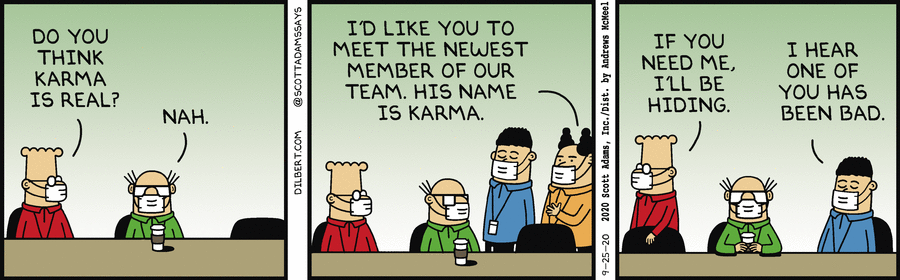 DO YOU
THINK
KARMA
IS REAL?
NAH.
DILBERT.COM @SCOTTADAMSSAYS
I'D LIKE YOU TO
MEET THE NEWEST
MEMBER OF OUR
TEAM. HIS NAME
IS KARMA.
9-25-20 2020 Scott Adams, Inc./Dist. by Andrews McMeel
IF YOU
NEED ME,
I'LL BE
HIDING.
I HEAR
ONE OF
YOU HAS
BEEN BAD.